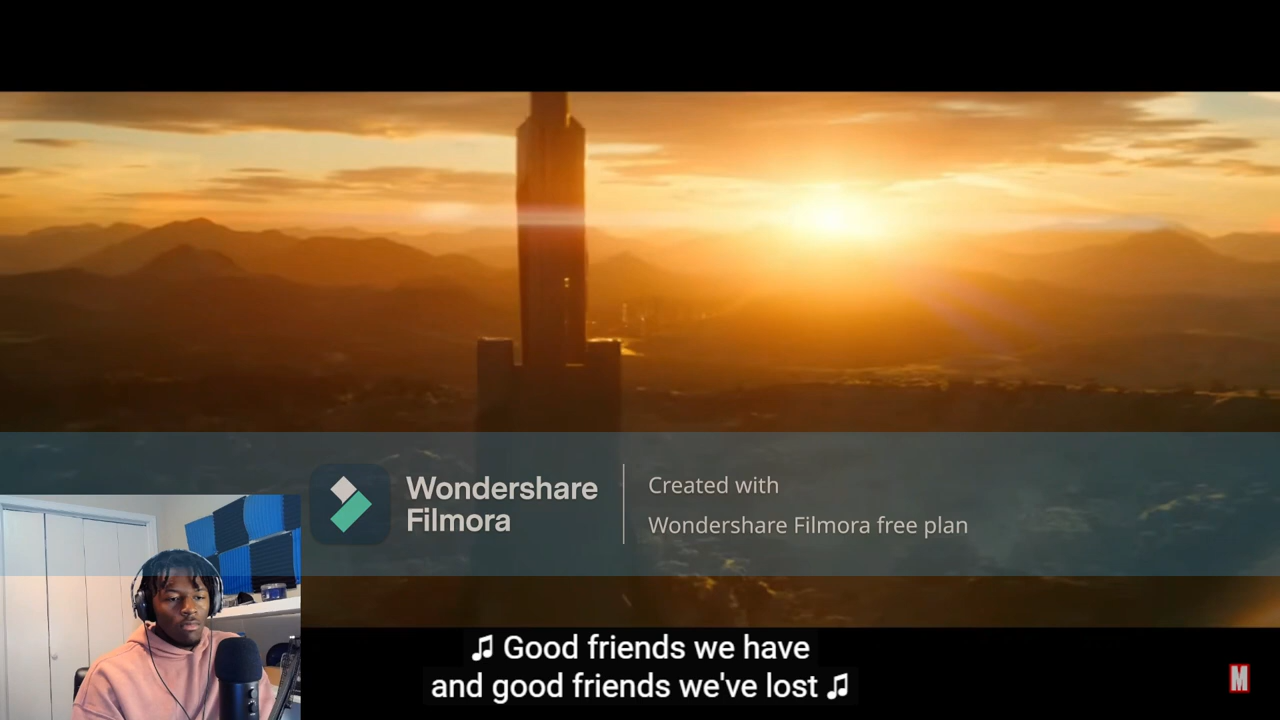 Wondershare
Filmora
Created with
Wondershare Filmora free plan
♫ Good friends we have
and good friends we've lost ♫
M